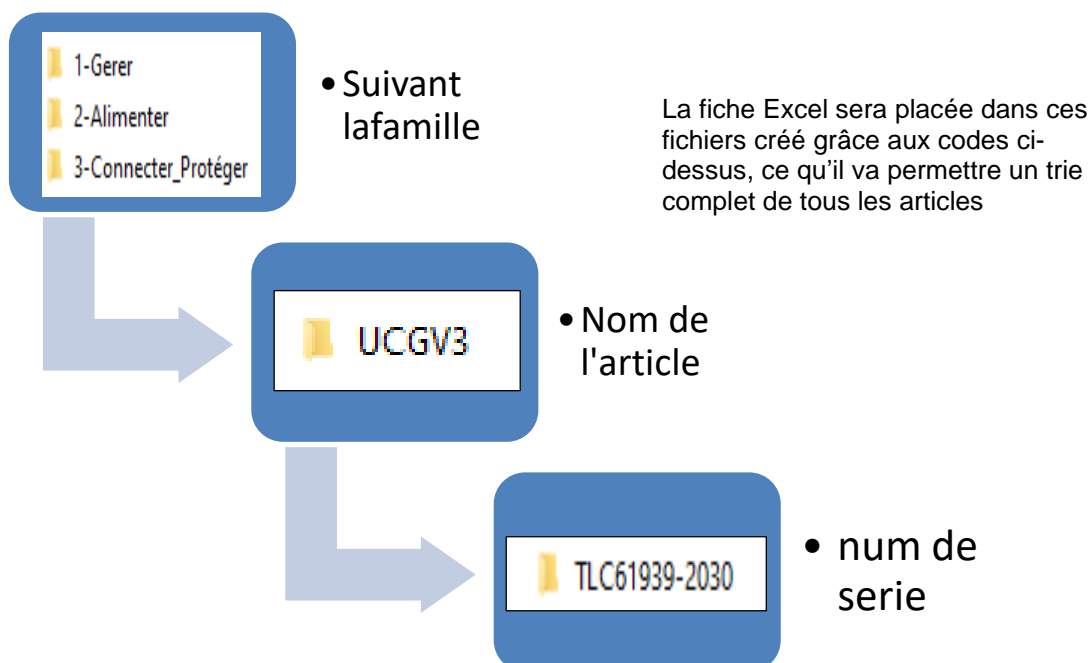 1-Gerer
2-Alimenter
3-Connecter_Protéger
• Suivant
lafamille
La fiche Excel sera placée dans ces
fichiers créé grâce aux codes ci-
dessus, ce qu'il va permettre un trie
complet de tous les articles
UCGV3
• Nom de
l'article
TLC61939-2030
• num de
serie